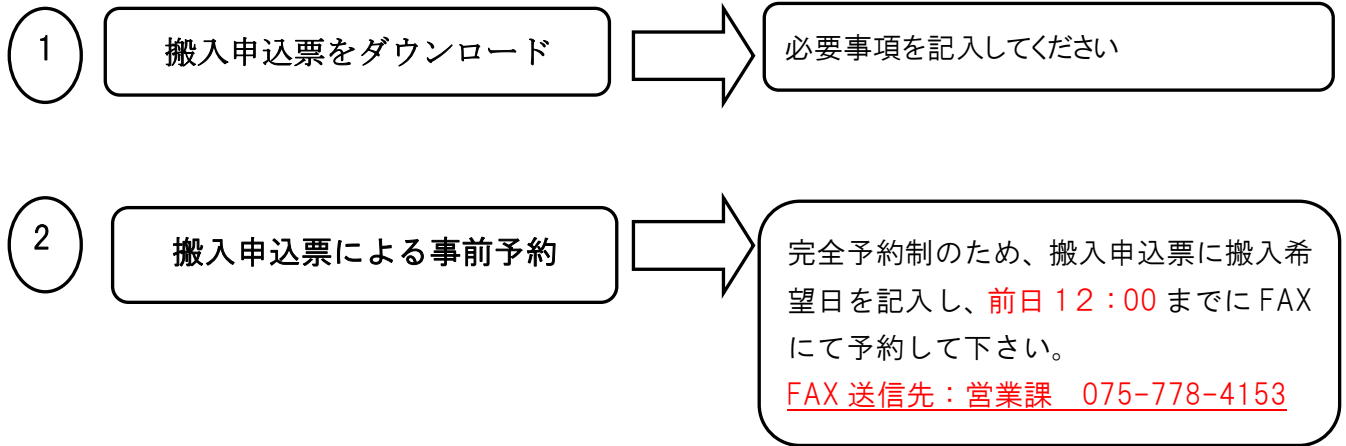 1
搬入申込票をダウンロード
必要事項を記入してください
2
搬入申込票による事前予約
完全予約制のため、搬入申込票に搬入希
望日を記入し、前日12:00までにFAX
にて予約して下さい。
FAX送信先:営業課　075-778-4153